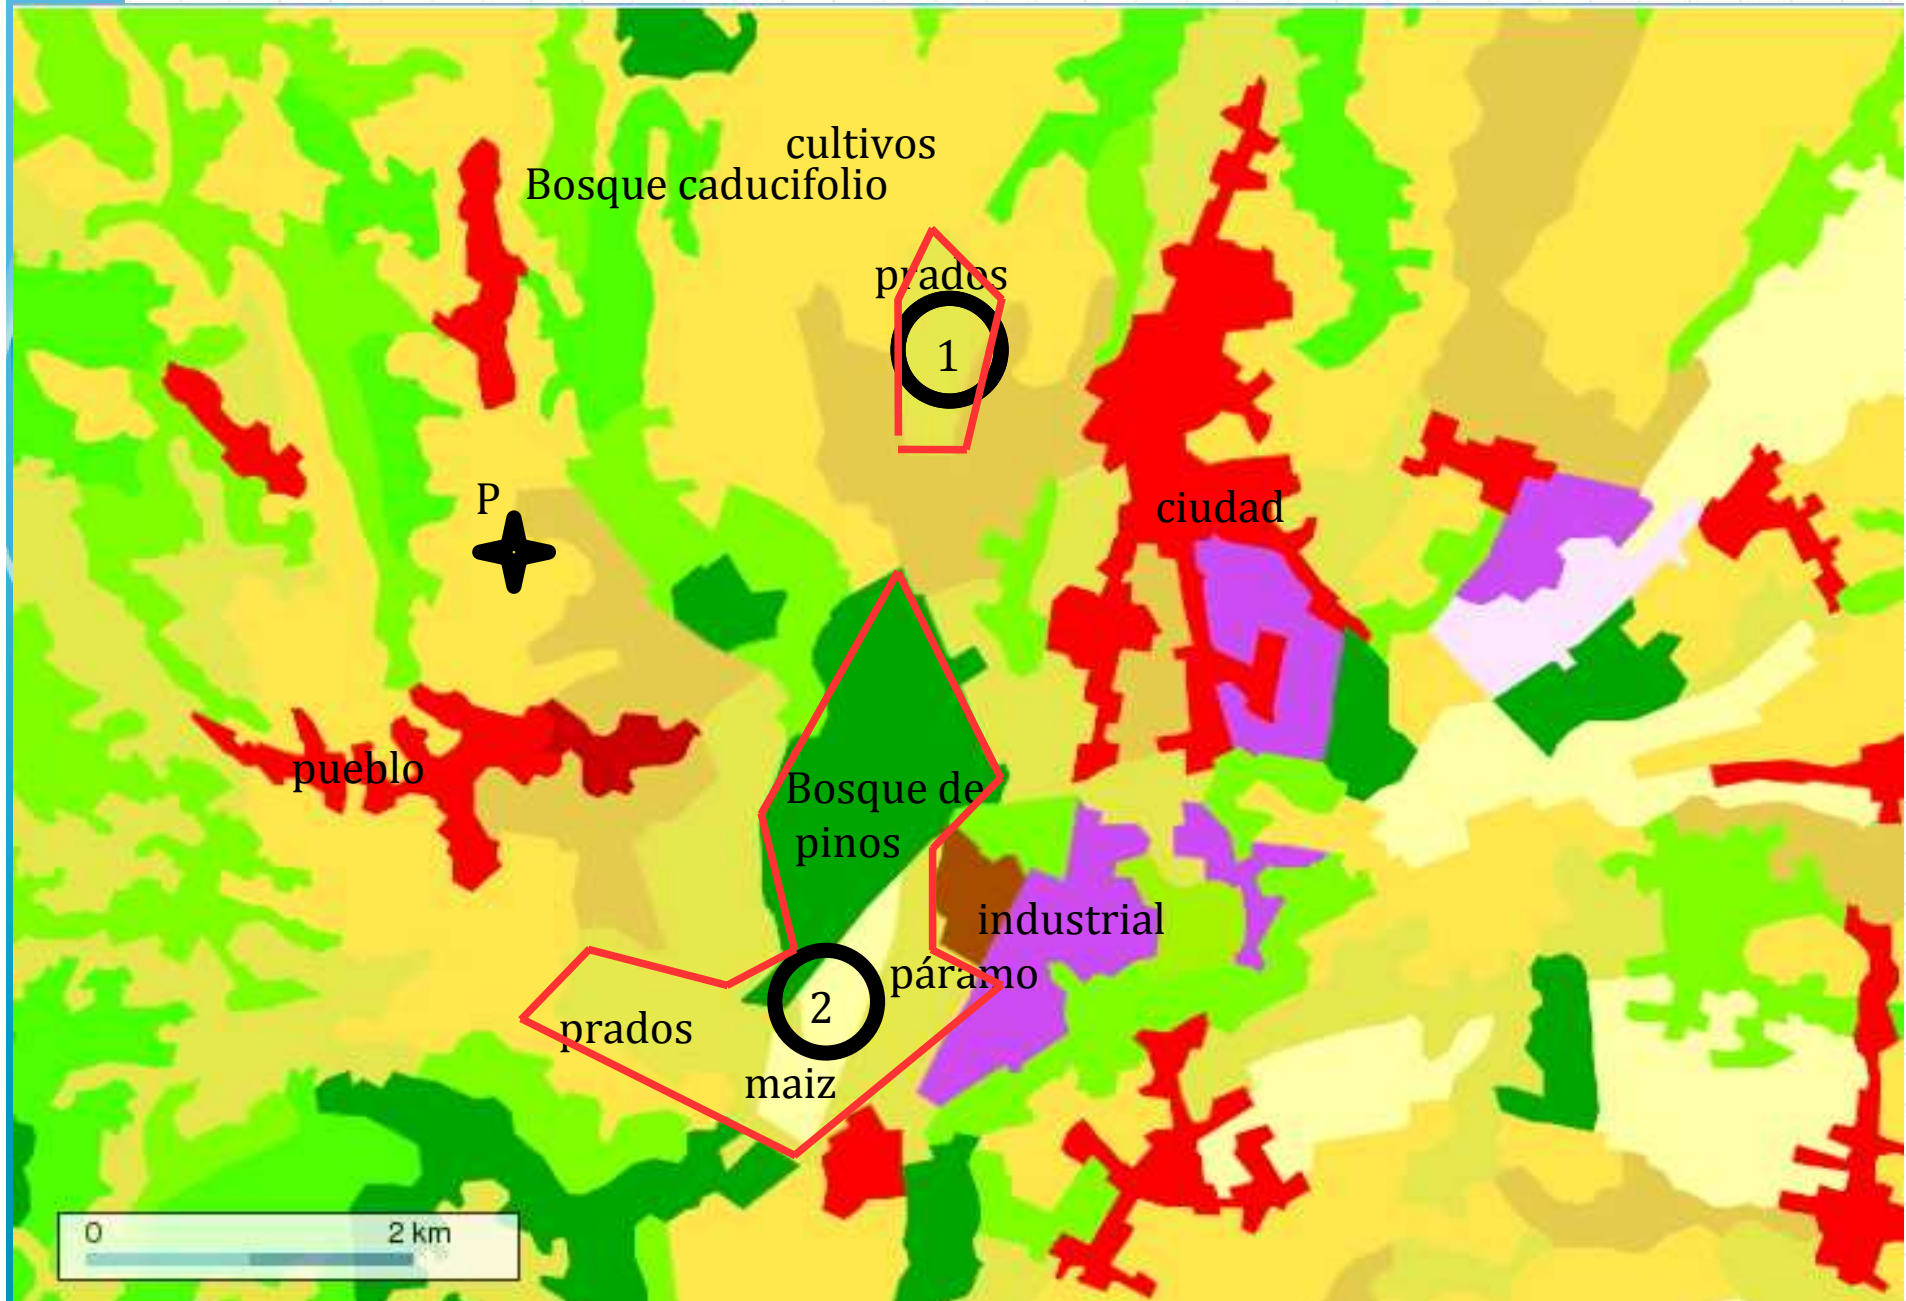 cultivos
Bosque caducifolio
prados
1
P
ciudad
pueblo
Bosque de
pinos
industrial
páramo
2
prados
maiz
0 2 km